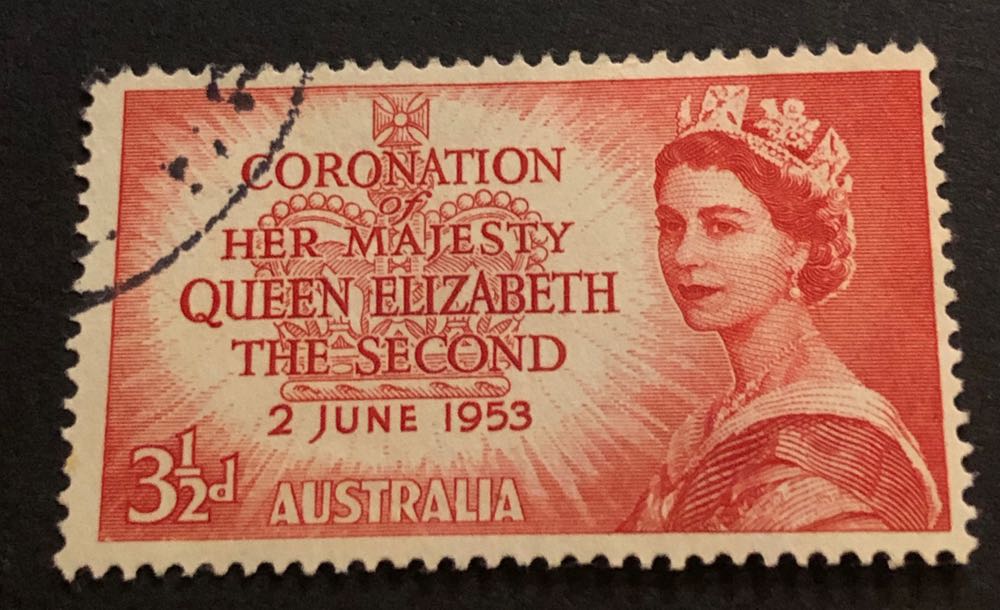 CORONATION
of
HER MAJESTY
QUEEN ELIZABETH
THE SECOND
2 JUNE 1953
3½d
AUSTRALIA